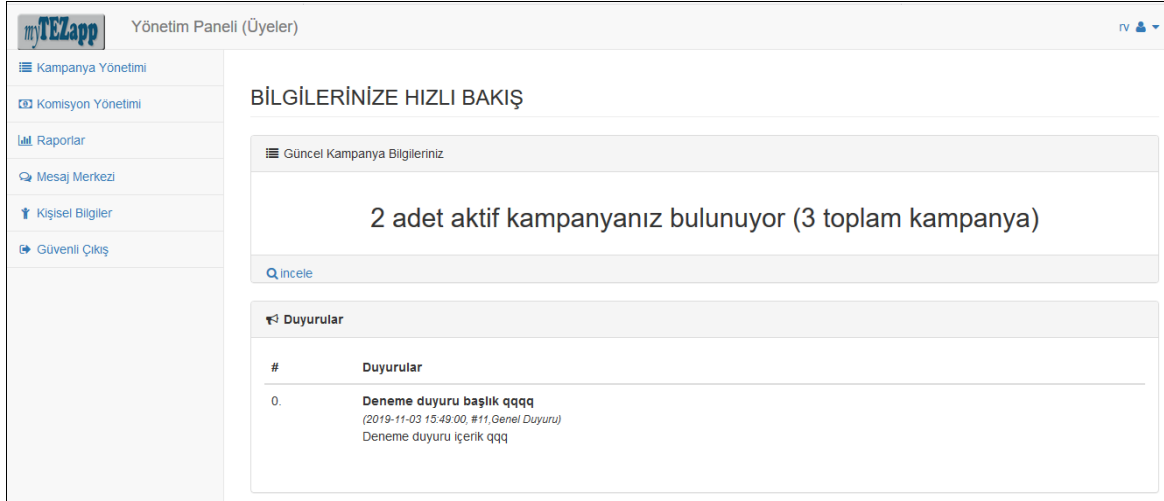 myTEZapp
Yönetim Paneli (Üyeler)
rv
Kampanya Yönetimi
Komisyon Yönetimi
Raporlar
Mesaj Merkezi
Kişisel Bilgiler
Güvenli Çıkış
BİLGİLERİNİZE HIZLI BAKIŞ
Güncel Kampanya Bilgileriniz
2 adet aktif kampanyanız bulunuyor (3 toplam kampanya)
incele
Duyurular
# Duyurular
0. Deneme duyuru başlık qqqq
(2019-11-03 15:49:00, #11,Genel Duyuru)
Deneme duyuru içerik qqq